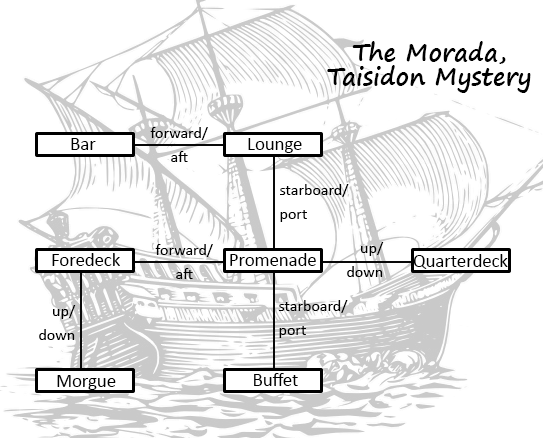 The Morada,
Taisidon Mystery
Bar
forward/
aft
Lounge
starboard/
port
Foredeck
forward/
aft
Promenade
up/
down
Quarterdeck
up/
down
starboard/
port
Morgue
Buffet